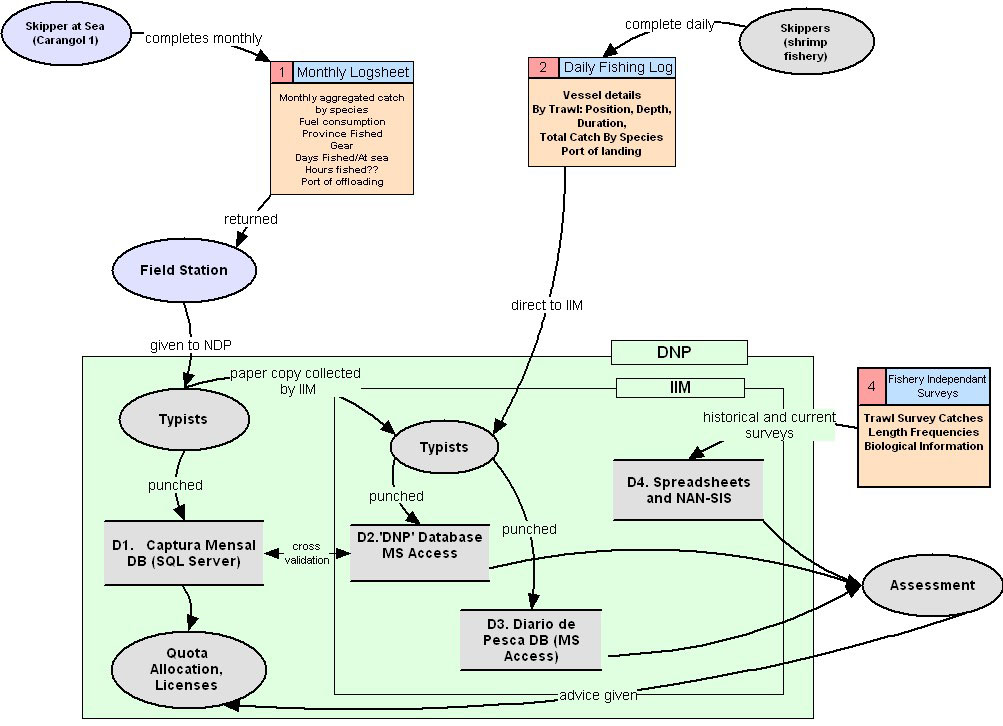 Skipper at Sea
(Carangol 1)
completes monthly
complete daily
Skippers
(shrimp
fishery)
1 Monthly Logsheet
Monthly aggregated catch
by species
Fuel consumption
Province Fished
Gear
Days Fished/At sea
Hours fished??
Port of offloading
2 Daily Fishing Log
Vessel details
By Trawl: Position, Depth,
Duration,
Total Catch By Species
Port of landing
returned
Field Station
direct to IIM
given to NDP
DNP
paper copy collected
by IIM
IIM
4 Fishery Independant
Surveys
Trawl Survey Catches
Length Frequencies
Biological Information
historical and current
surveys
Typists
Typists
D4. Spreadsheets
and NAN-SIS
punched
punched
punched
D1. Captura Mensal
DB (SQL Server)
cross
validation
D2.'DNP' Database
MS Access
Assessment
D3. Diario de
Pesca DB (MS
Access)
Quota
Allocation,
Licenses
advice given